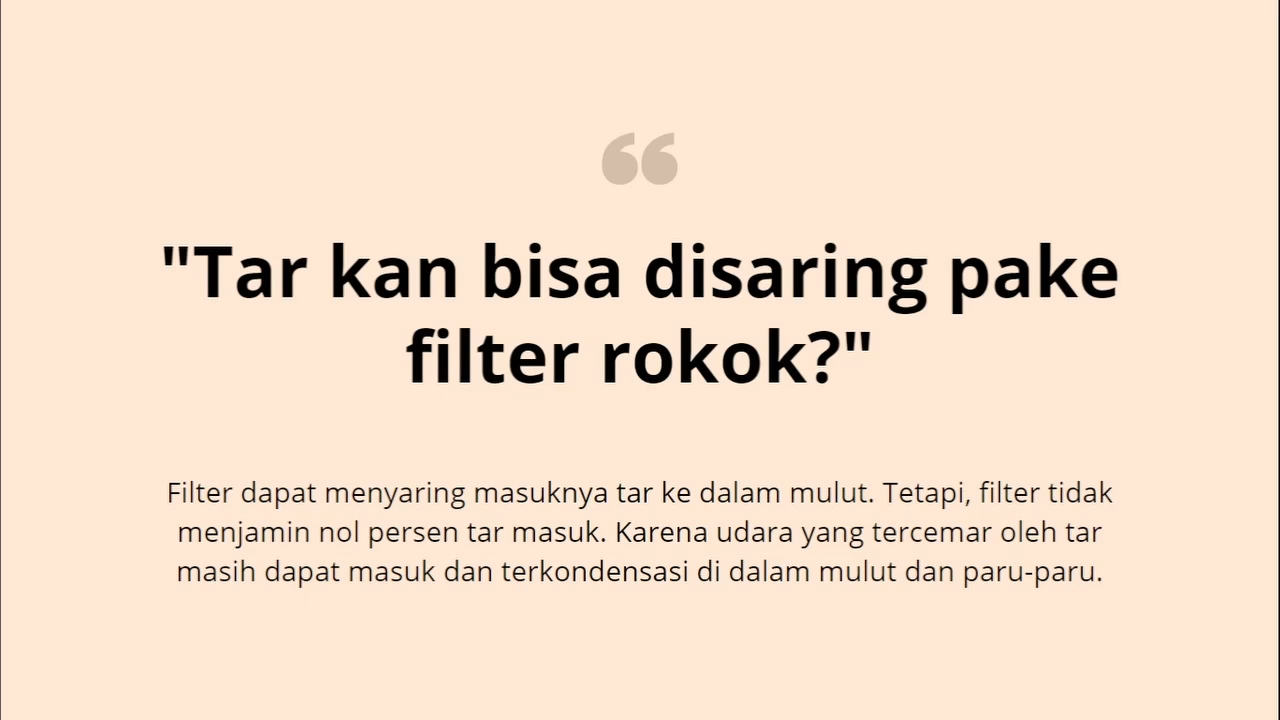 “
"Tar kan bisa disaring pake
filter rokok?"
Filter dapat menyaring masuknya tar ke dalam mulut. Tetapi, filter tidak
menjamin nol persen tar masuk. Karena udara yang tercemar oleh tar
masih dapat masuk dan terkondensasi di dalam mulut dan paru-paru.